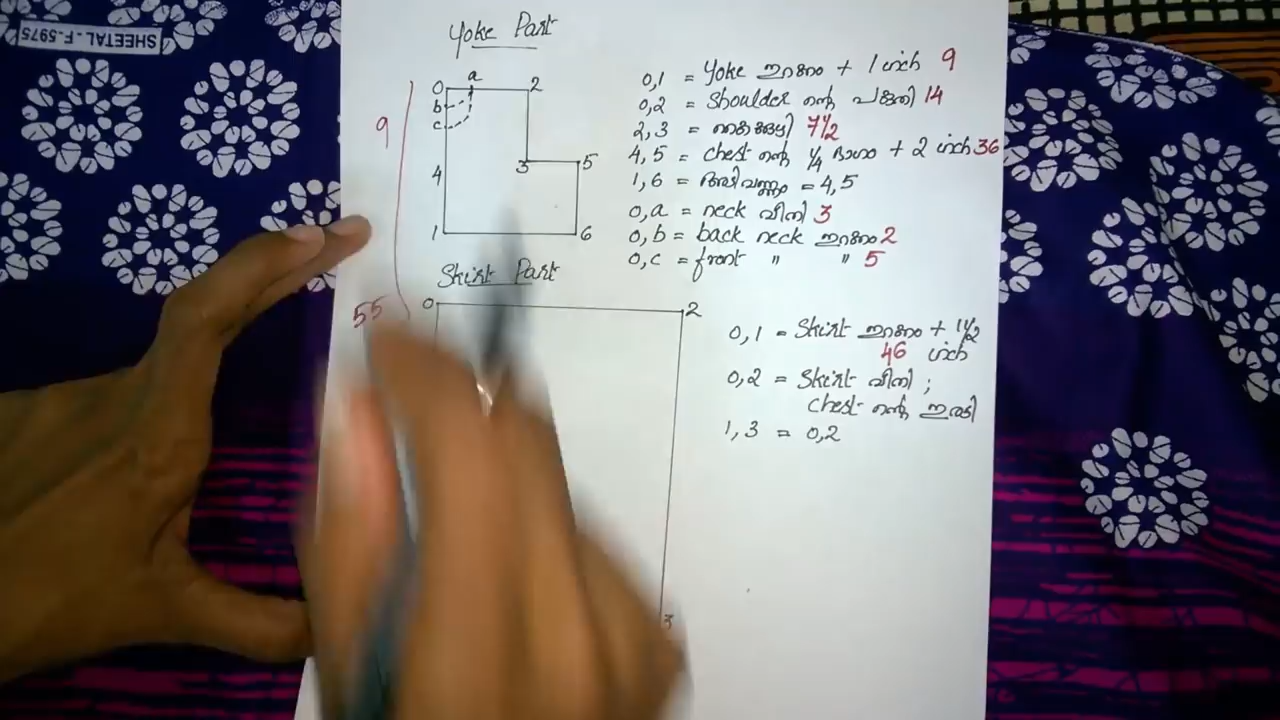 SHEETAL-F-5975
Yoke Part
0 a 2
b
c
9
3 5
4
1 6
0,1 = Yoke ഇറക്കം + 1 inch 9
0,2 = Shoulder ന്റെ പകുതി 14
2,3 = കൈക്കുഴി 7½
4,5 = chest ന്റെ ¼ ഭാഗം + 2 inch 36
1,6 = അടിവണ്ണം = 4,5
0,a = neck വീതി 3
0,b = back neck ഇറക്കം 2
0,c = front " " 5
Skirt Part
55
0 2
3
0,1 = Skirt ഇറക്കം + 1½
46 inch
0,2 = Skirt വീതി ;
chest ന്റെ ഇരട്ടി
1,3 = 0,2